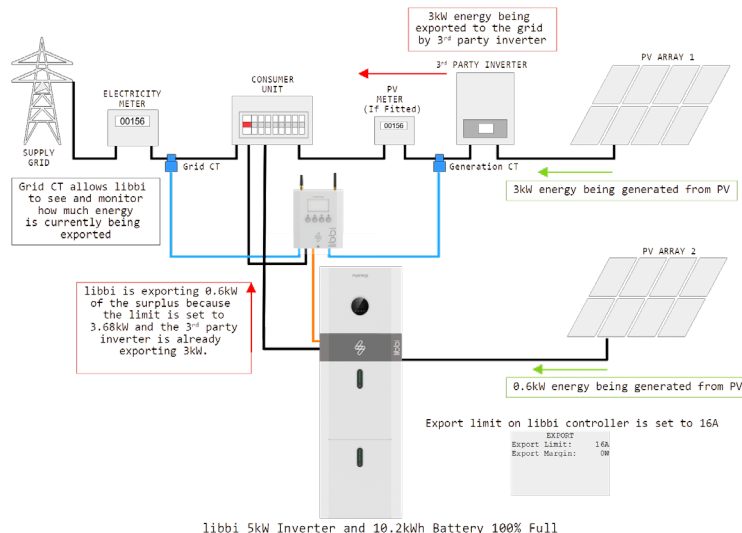 3kW energy being
exported to the grid
by 3rd party inverter
3rd PARTY INVERTER
PV ARRAY 1
CONSUMER
UNIT
PV
METER
(If Fitted)
ELECTRICITY
METER
00156
00156
SUPPLY
GRID
Grid CT
Generation CT
3kW energy being generated from PV
Grid CT allows libbi
to see and monitor
how much energy
is currently being
exported
libbi
PV ARRAY 2
libbi is exporting 0.6kW
of the surplus because
the limit is set to
3.68kW and the 3rd party
inverter is already
exporting 3kW.
libbi
0.6kW energy being generated from PV
Export limit on libbi controller is set to 16A
EXPORT
Export Limit: 16A
Export Margin: 0W
libbi 5kW Inverter and 10.2kWh Battery 100% Full